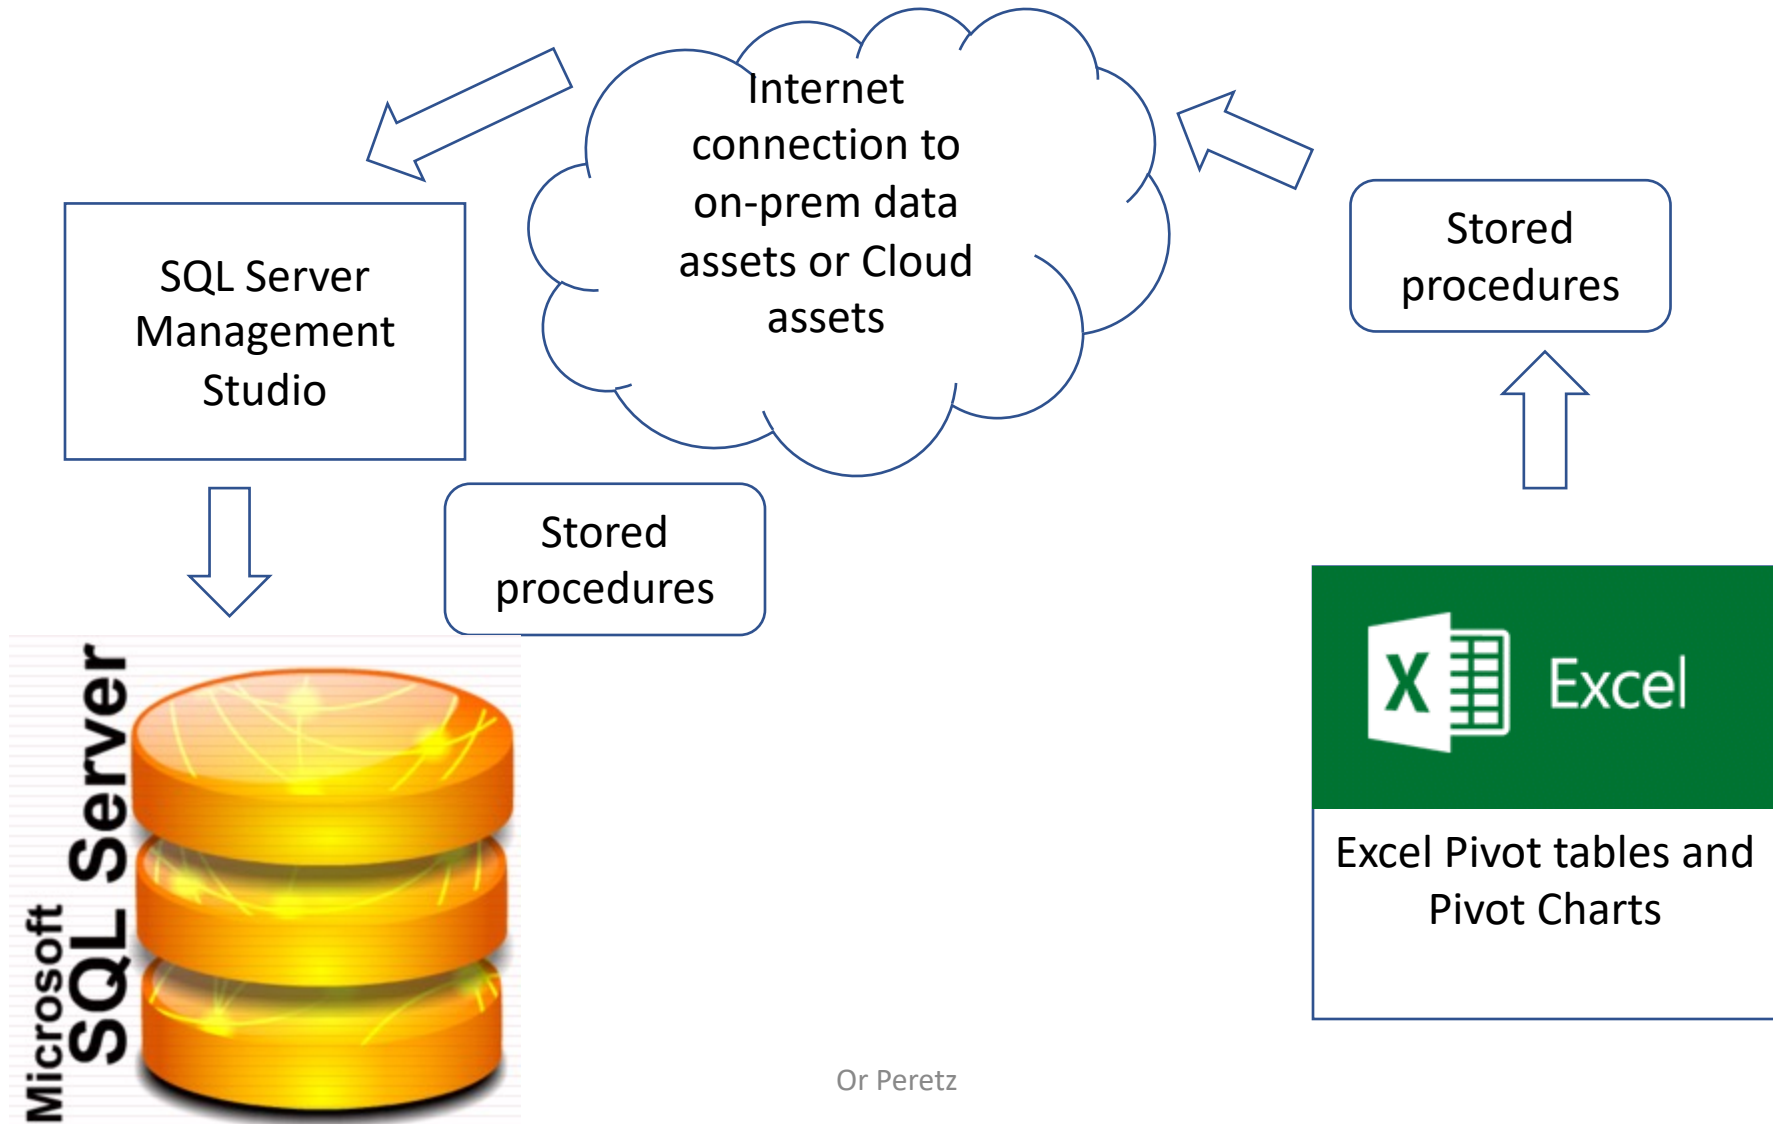 Internet
connection to
on-prem data
assets or Cloud
assets
SQL Server
Management
Studio
Stored
procedures
Stored
procedures
Microsoft
SQL Server
X
Excel
Excel Pivot tables and
Pivot Charts
Or Peretz